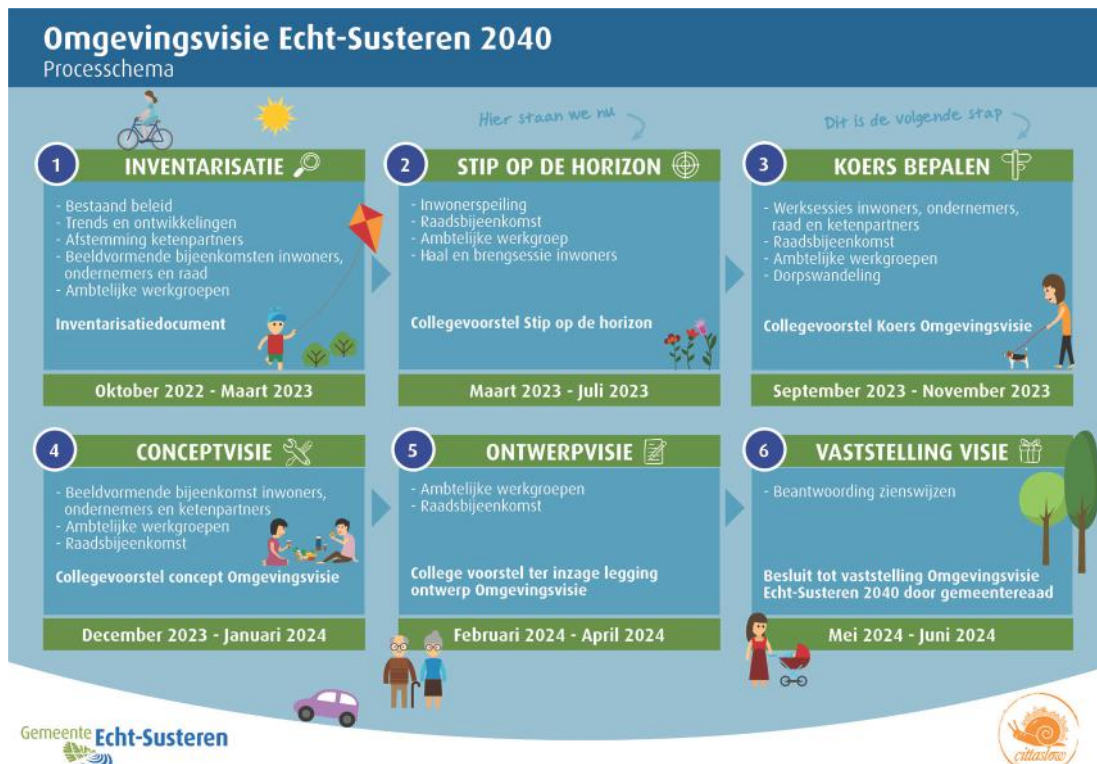 Omgevingsvisie Echt-Susteren 2040
Processchema
Hier staan we nu
Dit is de volgende stap
1 INVENTARISATIE
- Bestaand beleid
- Trends en ontwikkelingen
- Afstemming ketenpartners
- Beeldvormende bijeenkomsten inwoners,
ondernemers en raad
- Ambtelijke werkgroepen
Inventarisatiedocument
Oktober 2022 - Maart 2023
2 STIP OP DE HORIZON
- Inwonerspeiling
- Raadsbijeenkomst
- Ambtelijke werkgroep
- Haal en brengsessie inwoners
Collegevoorstel Stip op de horizon
Maart 2023 - Juli 2023
3 KOERS BEPALEN
- Werksessies inwoners, ondernemers,
raad en ketenpartners
- Raadsbijeenkomst
- Ambtelijke werkgroepen
- Dorpswandeling
Collegevoorstel Koers Omgevingsvisie
September 2023 - November 2023
4 CONCEPTVISIE
- Beeldvormende bijeenkomst inwoners,
ondernemers en ketenpartners
- Ambtelijke werkgroepen
- Raadsbijeenkomst
Collegevoorstel concept Omgevingsvisie
December 2023 - Januari 2024
5 ONTWERPVISIE
- Ambtelijke werkgroepen
- Raadsbijeenkomst
College voorstel ter inzage legging
ontwerp Omgevingsvisie
Februari 2024 - April 2024
6 VASTSTELLING VISIE
- Beantwoording zienswijzen
Besluit tot vaststelling Omgevingsvisie
Echt-Susteren 2040 door gemeentereaad
Mei 2024 - Juni 2024
Gemeente Echt-Susteren
cittaslow